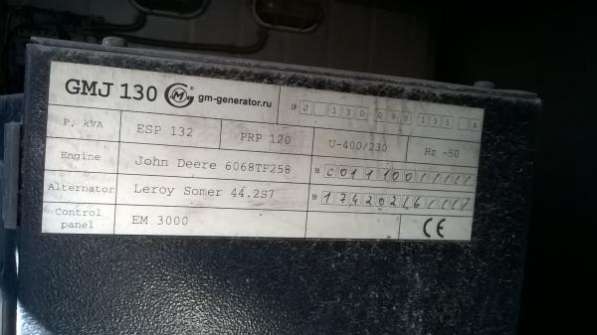 GMJ 130 GM gm-generator.ru
P, kVA ESP 132 PRP 120 U-400/230 Hz -50
Engine John Deere 6068TF258
Alternator Leroy Somer 44.2S7
Control panel EM 3000 CE